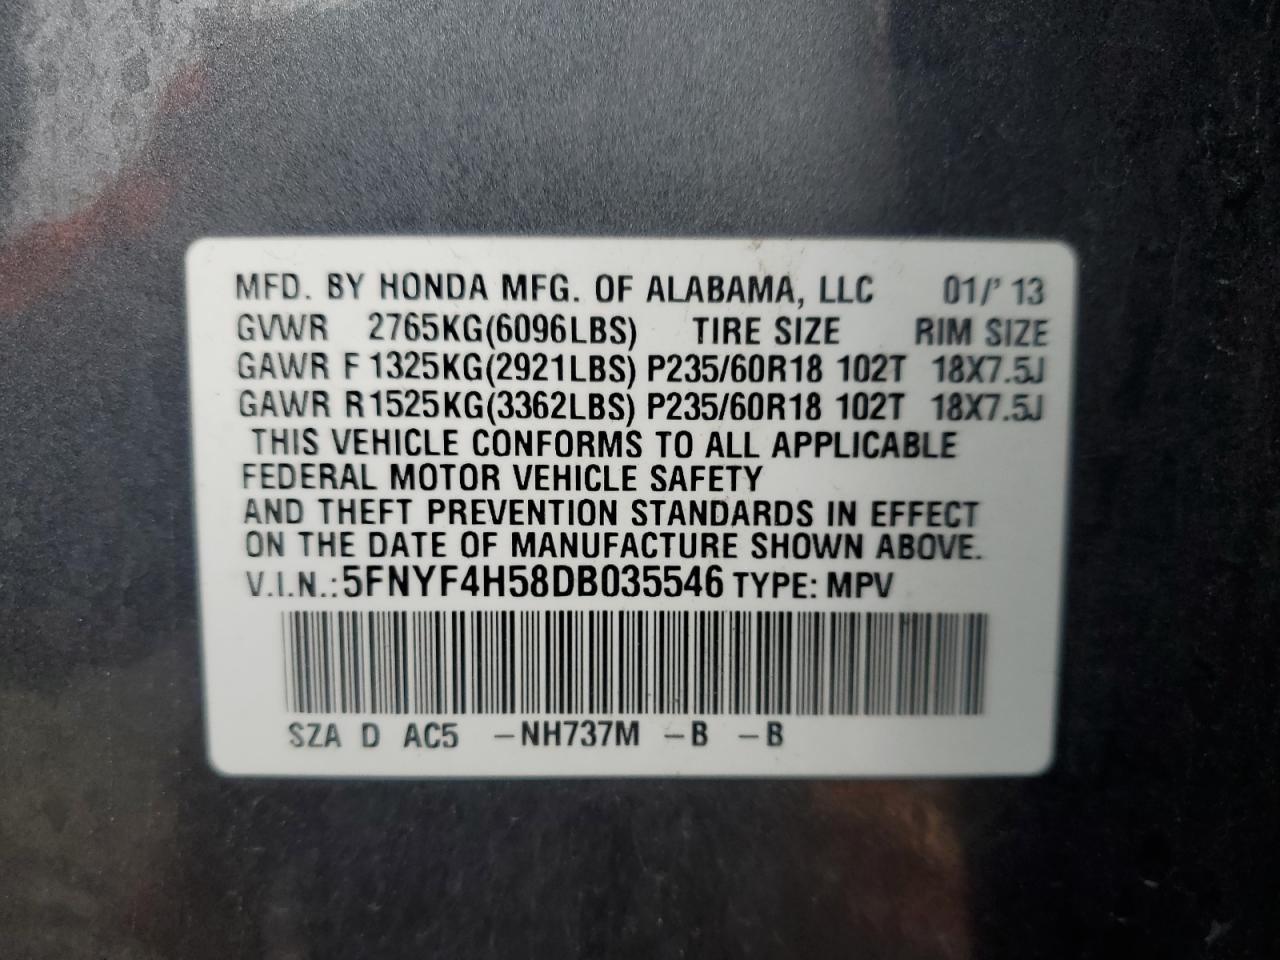 MFD. BY HONDA MFG. OF ALABAMA, LLC 01/' 13
GVWR 2765KG(6096LBS) TIRE SIZE RIM SIZE
GAWR F 1325KG(2921LBS) P235/60R18 102T 18X7.5J
GAWR R1525KG(3362LBS) P235/60R18 102T 18X7.5J
THIS VEHICLE CONFORMS TO ALL APPLICABLE
FEDERAL MOTOR VEHICLE SAFETY
AND THEFT PREVENTION STANDARDS IN EFFECT
ON THE DATE OF MANUFACTURE SHOWN ABOVE.
V.I.N.: 5FNYF4H58DB035546 TYPE: MPV
SZA D AC5 -NH737M -B -B